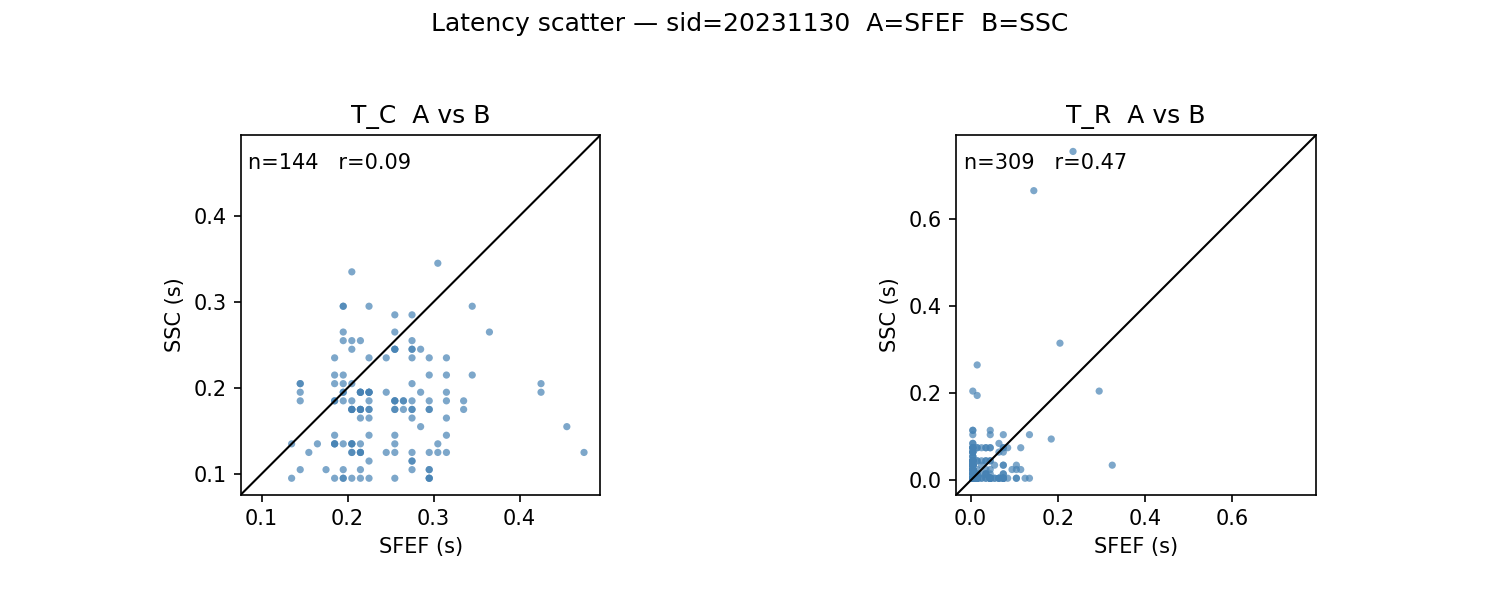 Latency scatter — sid=20231130  A=SFEF  B=SSC
T_C  A vs B
n=144   r=0.09
0.4
0.3
0.2
0.1
SSC (s)
0.1 0.2 0.3 0.4
SFEF (s)
T_R  A vs B
n=309   r=0.47
0.6
0.4
0.2
0.0
SSC (s)
0.0 0.2 0.4 0.6
SFEF (s)